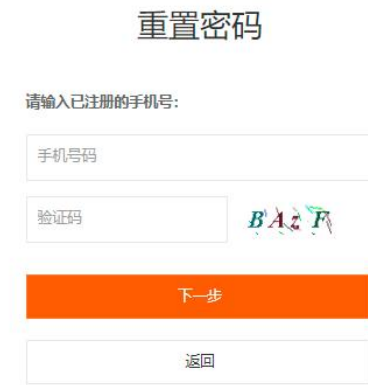 重置密码
请输入已注册的手机号:
手机号码
验证码
BAzF
下一步
返回